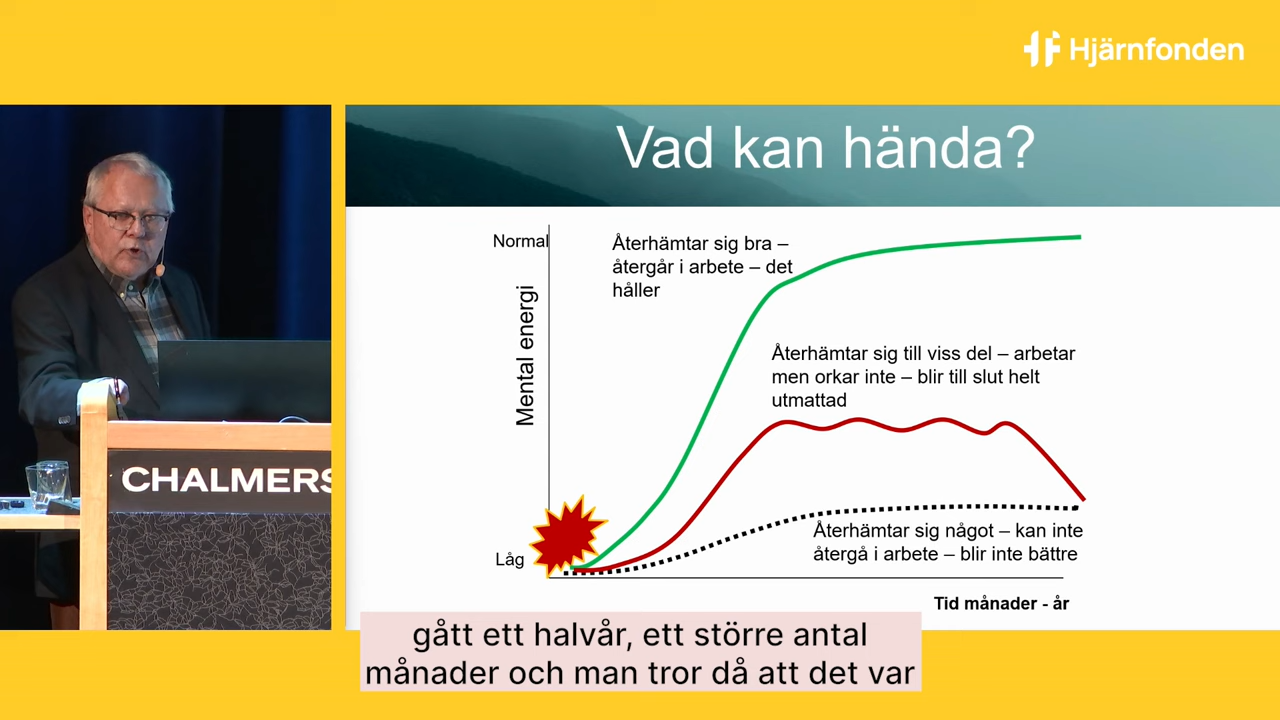 Hjärnfonden
Vad kan hända?
Normal
Mental energi
Låg
Återhämtar sig bra –
återgår i arbete – det
håller
Återhämtar sig till viss del – arbetar
men orkar inte – blir till slut helt
utmattad
Återhämtar sig något – kan inte
återgå i arbete – blir inte bättre
Tid månader - år
CHALMERS
gått ett halvår, ett större antal
månader och man tror då att det var